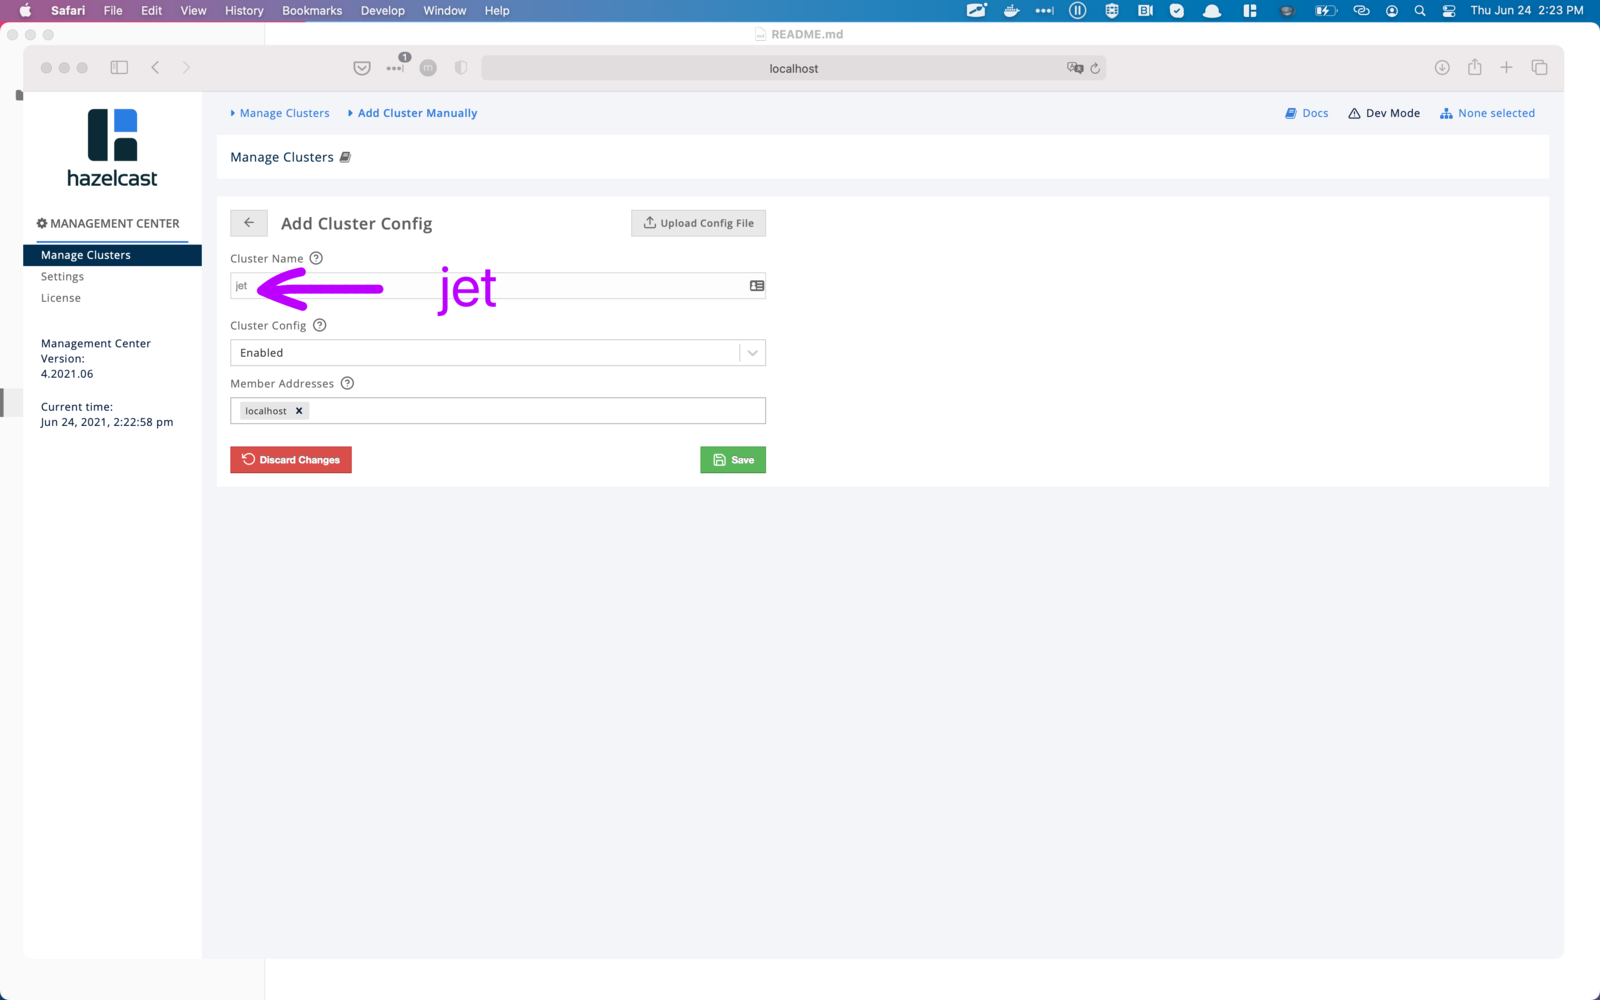 Safari File Edit View History Bookmarks Develop Window Help Thu Jun 24 2:23 PM
README.md
1
m
localhost
hazelcast
Manage Clusters Add Cluster Manually Docs Dev Mode None selected
Manage Clusters
MANAGEMENT CENTER
Manage Clusters
Settings
License
Management Center
Version:
4.2021.06
Current time:
Jun 24, 2021, 2:22:58 pm
Add Cluster Config Upload Config File
Cluster Name ?
jet jet
Cluster Config ?
Enabled
Member Addresses ?
localhost x
Discard Changes Save